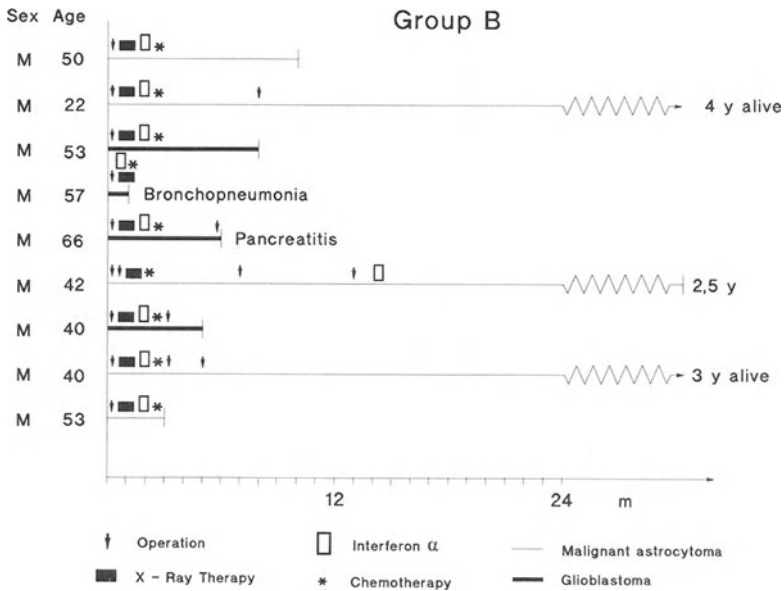 Sex Age Group B
M 50
M 22 4 y alive
M 53
M 57 Bronchopneumonia
M 66 Pancreatitis
M 42 2,5 y
M 40
M 40 3 y alive
M 53
12 24 m
Operation Interferon α Malignant astrocytoma
X - Ray Therapy * Chemotherapy Glioblastoma